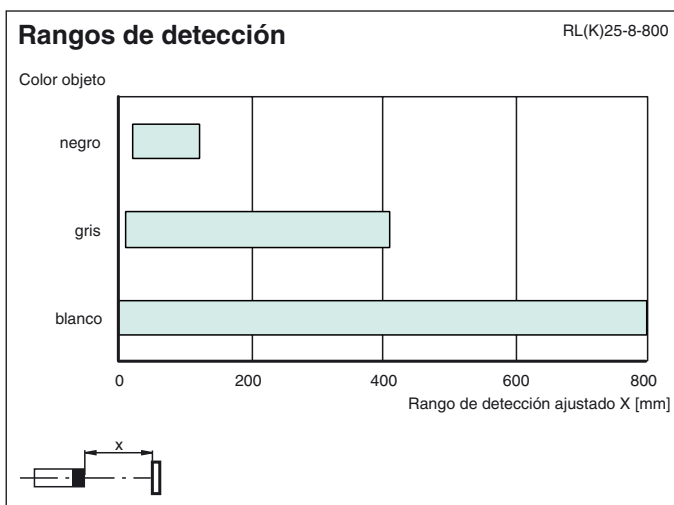 Rangos de detección
RL(K)25-8-800
Color objeto
negro
gris
blanco
0 200 400 600 800
Rango de detección ajustado X [mm]
x